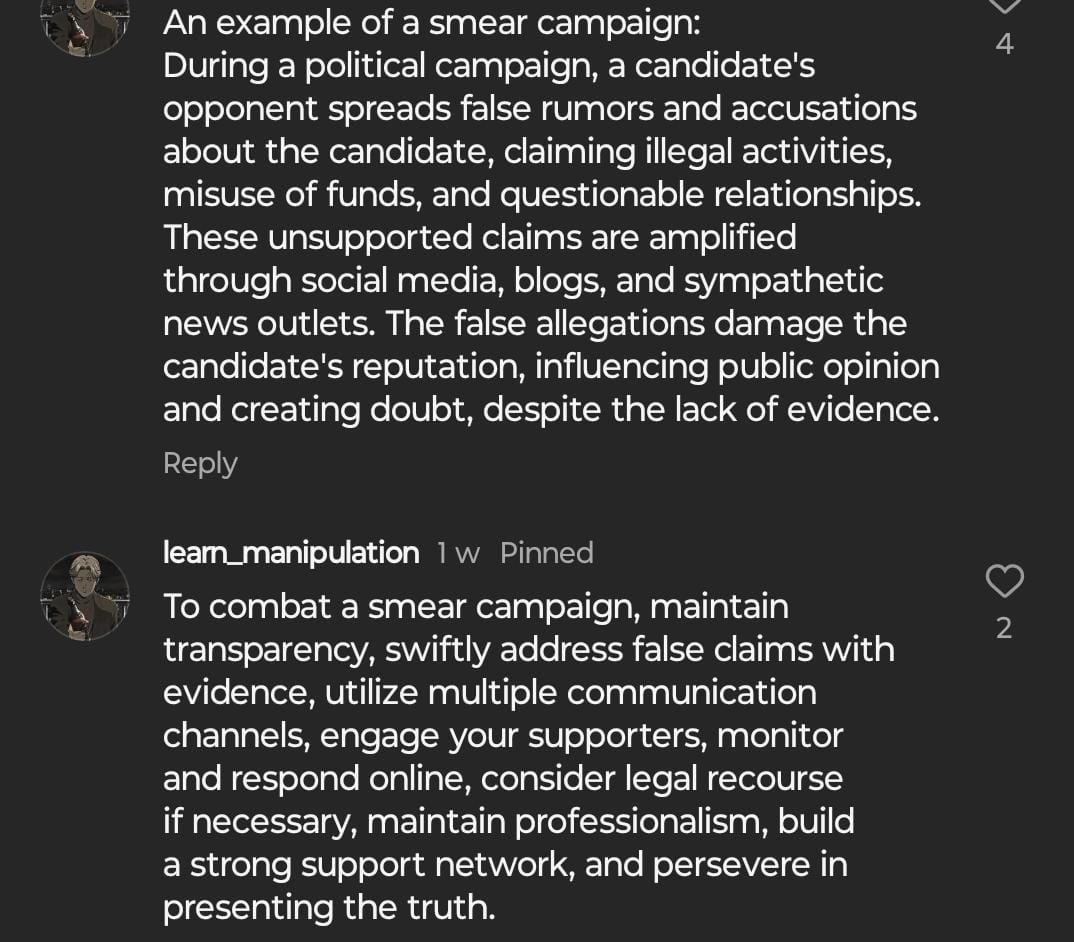 An example of a smear campaign:
4
During a political campaign, a candidate's
opponent spreads false rumors and accusations
about the candidate, claiming illegal activities,
misuse of funds, and questionable relationships.
These unsupported claims are amplified
through social media, blogs, and sympathetic
news outlets. The false allegations damage the
candidate's reputation, influencing public opinion
and creating doubt, despite the lack of evidence.
Reply
learn_manipulation 1 w Pinned
To combat a smear campaign, maintain
2
transparency, swiftly address false claims with
evidence, utilize multiple communication
channels, engage your supporters, monitor
and respond online, consider legal recourse
if necessary, maintain professionalism, build
a strong support network, and persevere in
presenting the truth.